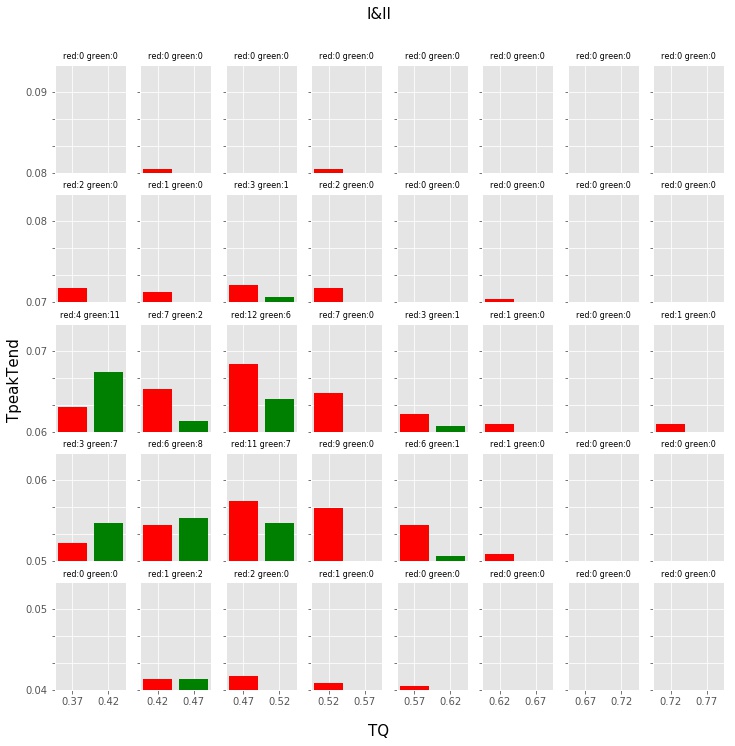 I&II
red:0 green:0 red:0 green:0 red:0 green:0 red:0 green:0 red:0 green:0 red:0 green:0 red:0 green:0 red:0 green:0
0.09
0.08
red:2 green:0 red:1 green:0 red:3 green:1 red:2 green:0 red:0 green:0 red:0 green:0 red:0 green:0 red:0 green:0
0.08
0.07
red:4 green:11 red:7 green:2 red:12 green:6 red:7 green:0 red:3 green:1 red:1 green:0 red:0 green:0 red:1 green:0
0.07
TpeakTend
0.06
red:3 green:7 red:6 green:8 red:11 green:7 red:9 green:0 red:6 green:1 red:1 green:0 red:0 green:0 red:0 green:0
0.06
0.05
red:0 green:0 red:1 green:2 red:2 green:0 red:1 green:0 red:0 green:0 red:0 green:0 red:0 green:0 red:0 green:0
0.05
0.04
0.37 0.42 0.42 0.47 0.47 0.52 0.52 0.57 0.57 0.62 0.62 0.67 0.67 0.72 0.72 0.77
TQ